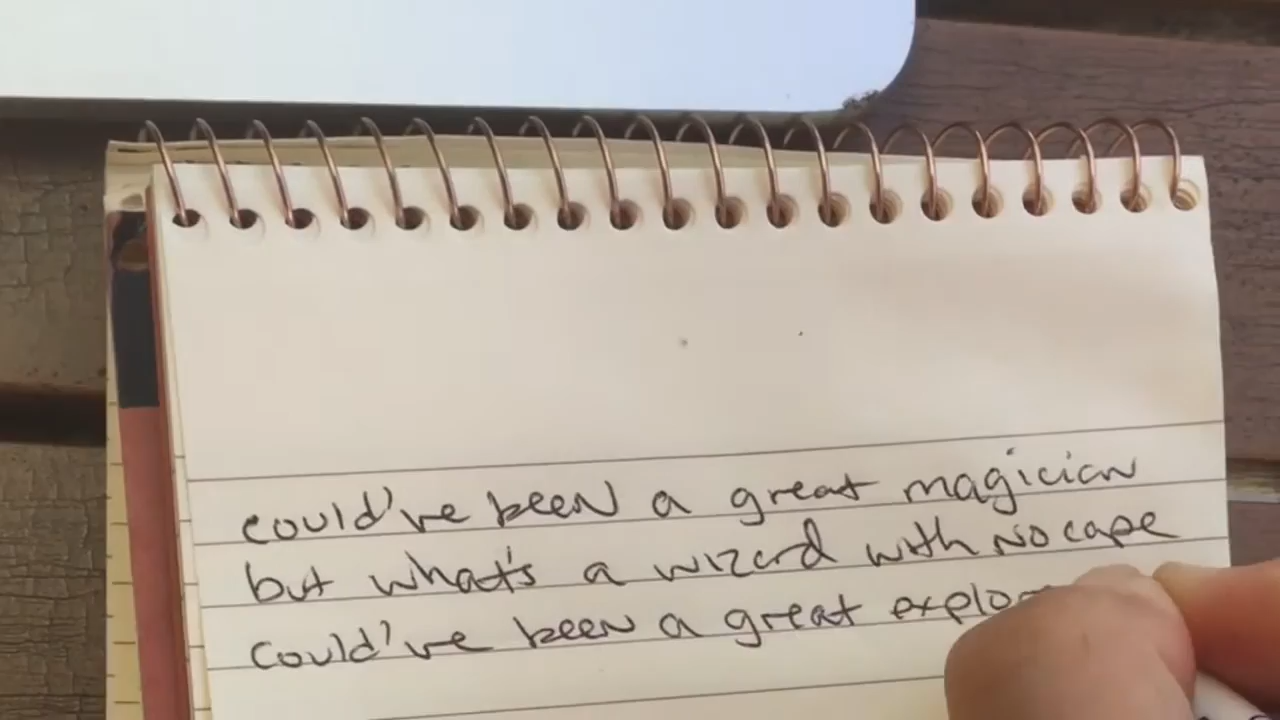 could've been a great magician
but what's a wizard with no cape
could've been a great